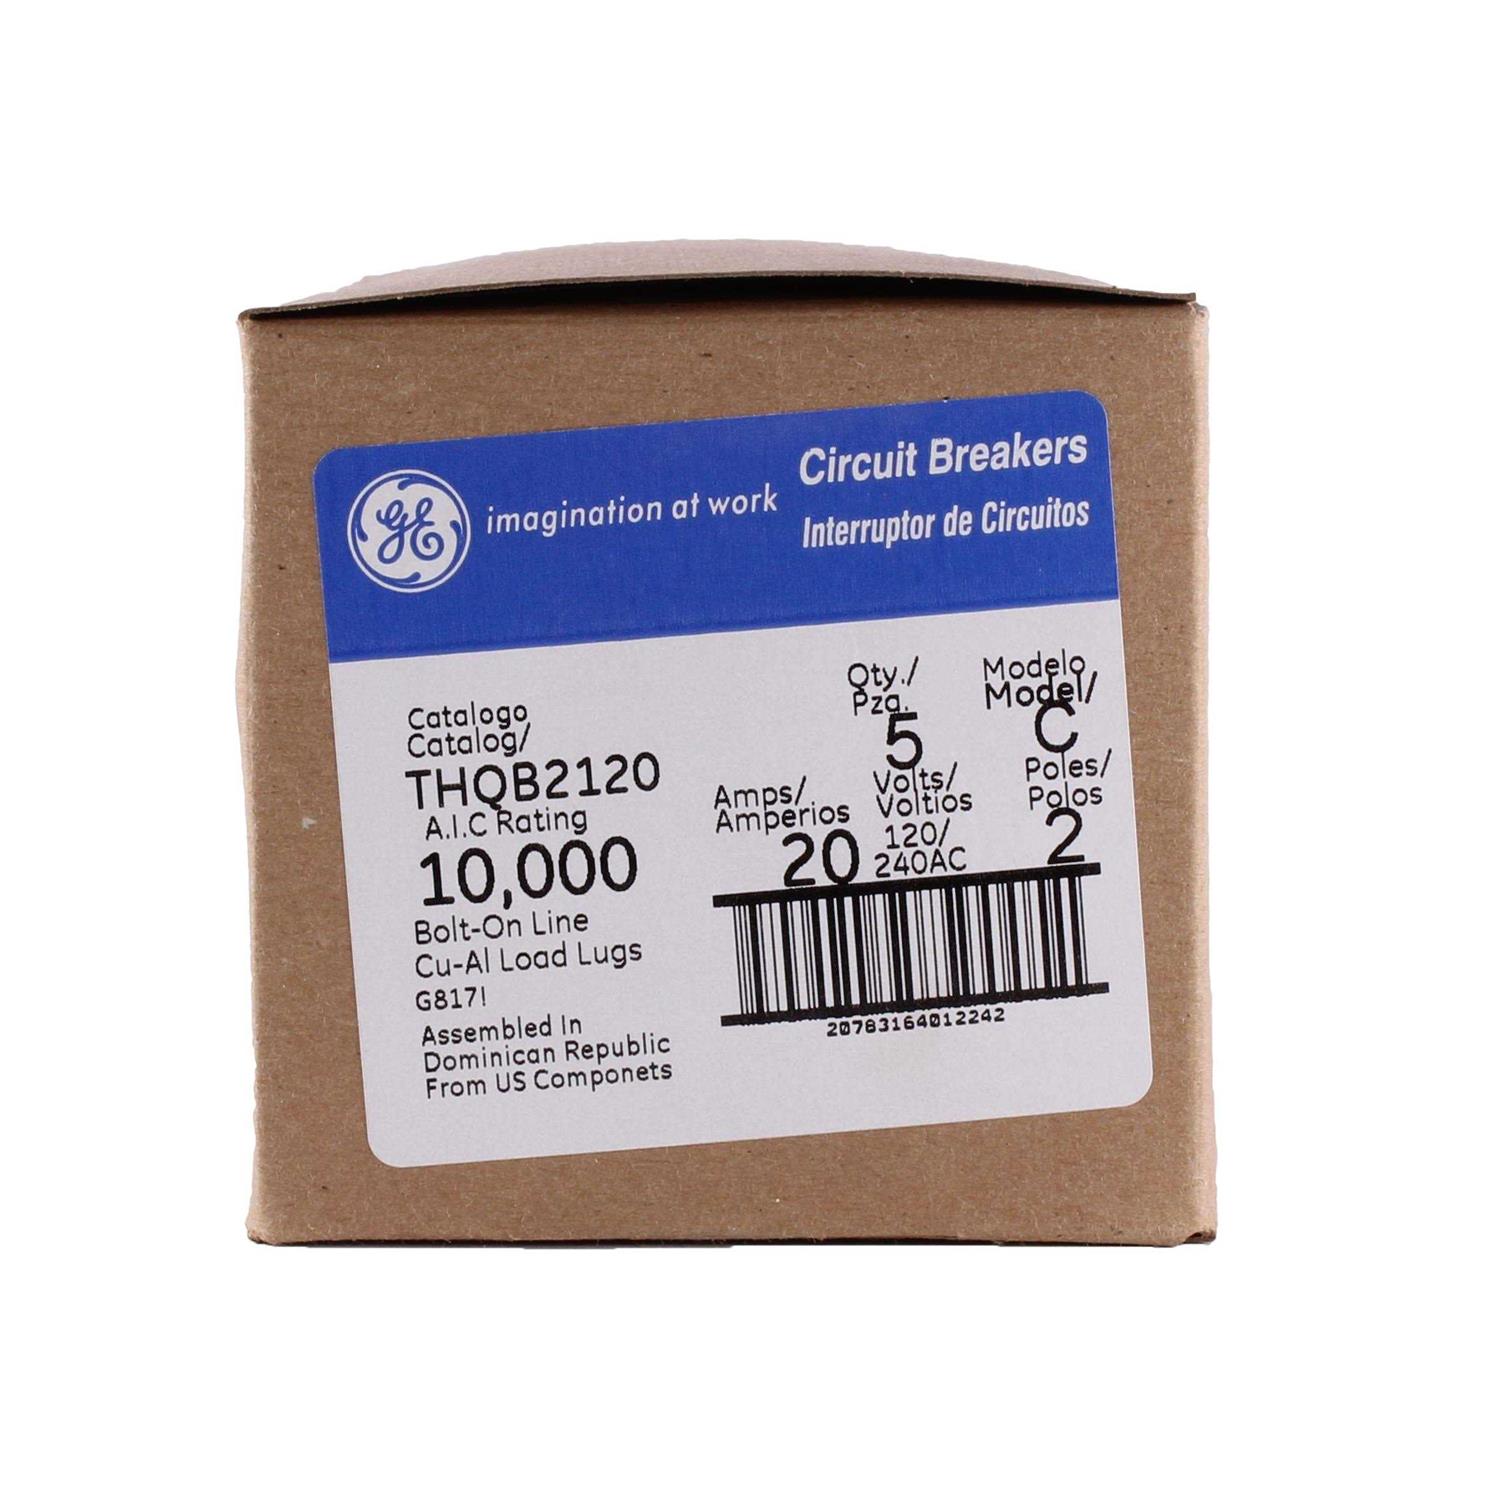 GE imagination at work
Circuit Breakers
Interruptor de Circuitos
Catalogo
Catalog/
THQB2120
A.I.C Rating
10,000
Bolt-On Line
Cu-Al Load Lugs
G817!
Assembled In
Dominican Republic
From US Componets
Qty./
Pza.
5
Modelo
Model/
C
Amps/
Amperios
20
Volts/
Voltios
120/
240AC
Poles/
Polos
2
20783164012242